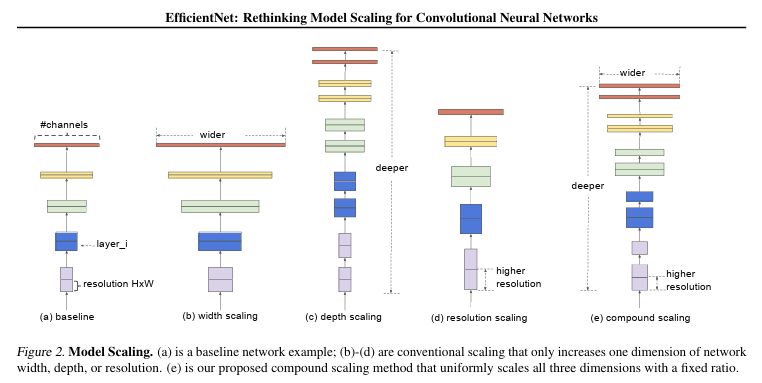 EfficientNet: Rethinking Model Scaling for Convolutional Neural Networks
#channels
layer_i
resolution HxW
(a) baseline
wider
(b) width scaling
deeper
(c) depth scaling
higher
resolution
(d) resolution scaling
wider
deeper
higher
resolution
(e) compound scaling
Figure 2. Model Scaling. (a) is a baseline network example; (b)-(d) are conventional scaling that only increases one dimension of network
width, depth, or resolution. (e) is our proposed compound scaling method that uniformly scales all three dimensions with a fixed ratio.